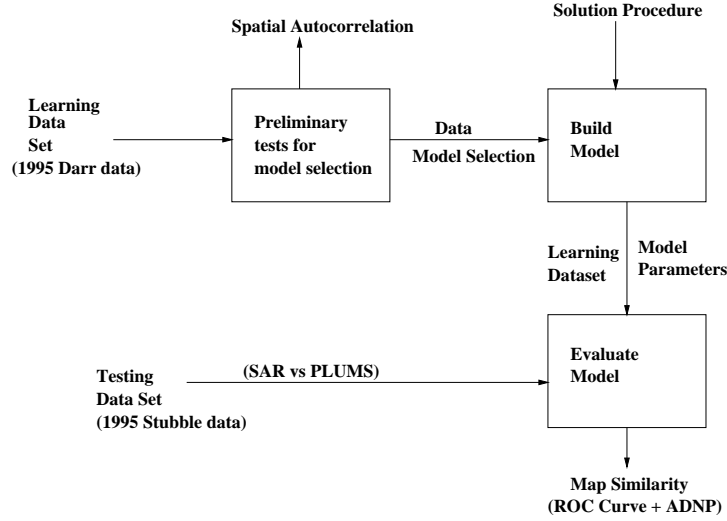 Spatial Autocorrelation
Solution Procedure
Learning
Data
Set
(1995 Darr data)
Preliminary
tests for
model selection
Data
Model Selection
Build
Model
Learning
Dataset
Model
Parameters
Testing
Data Set
(1995 Stubble data)
(SAR vs PLUMS)
Evaluate
Model
Map Similarity
(ROC Curve + ADNP)